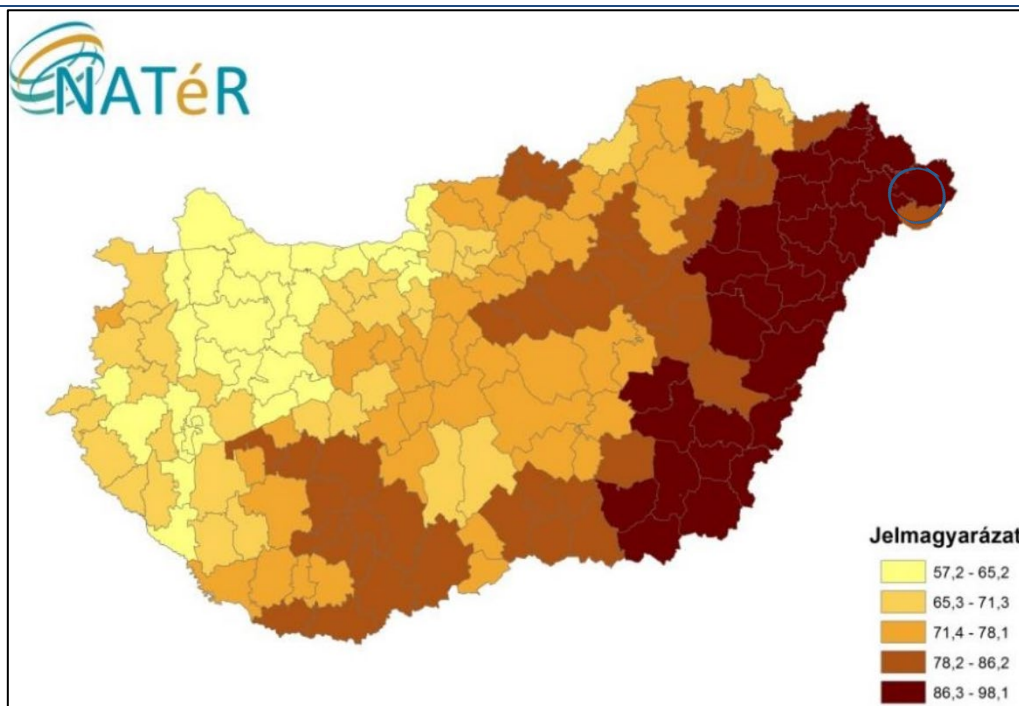 NATéR
Jelmagyarázat
57,2 - 65,2
65,3 - 71,3
71,4 - 78,1
78,2 - 86,2
86,3 - 98,1